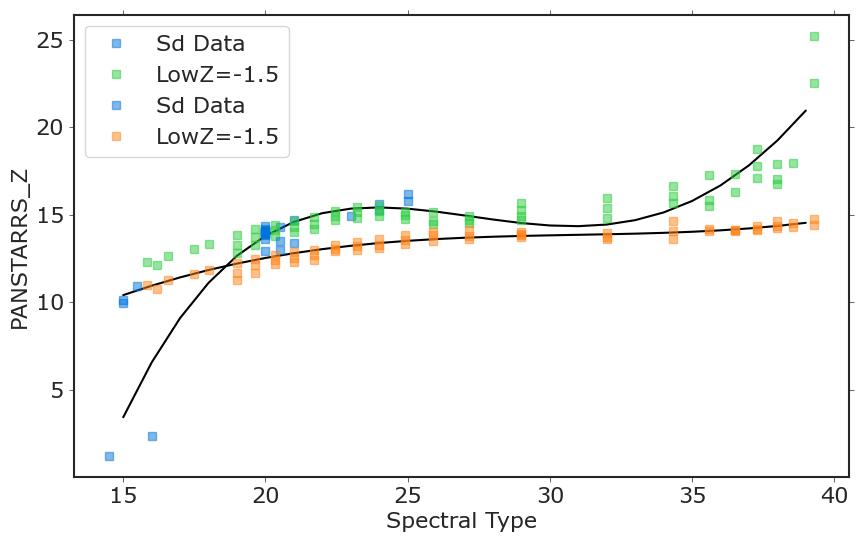 Sd Data
LowZ=-1.5
Sd Data
LowZ=-1.5
25
20
15
10
5
PANSTARRS_Z
15 20 25 30 35 40
Spectral Type